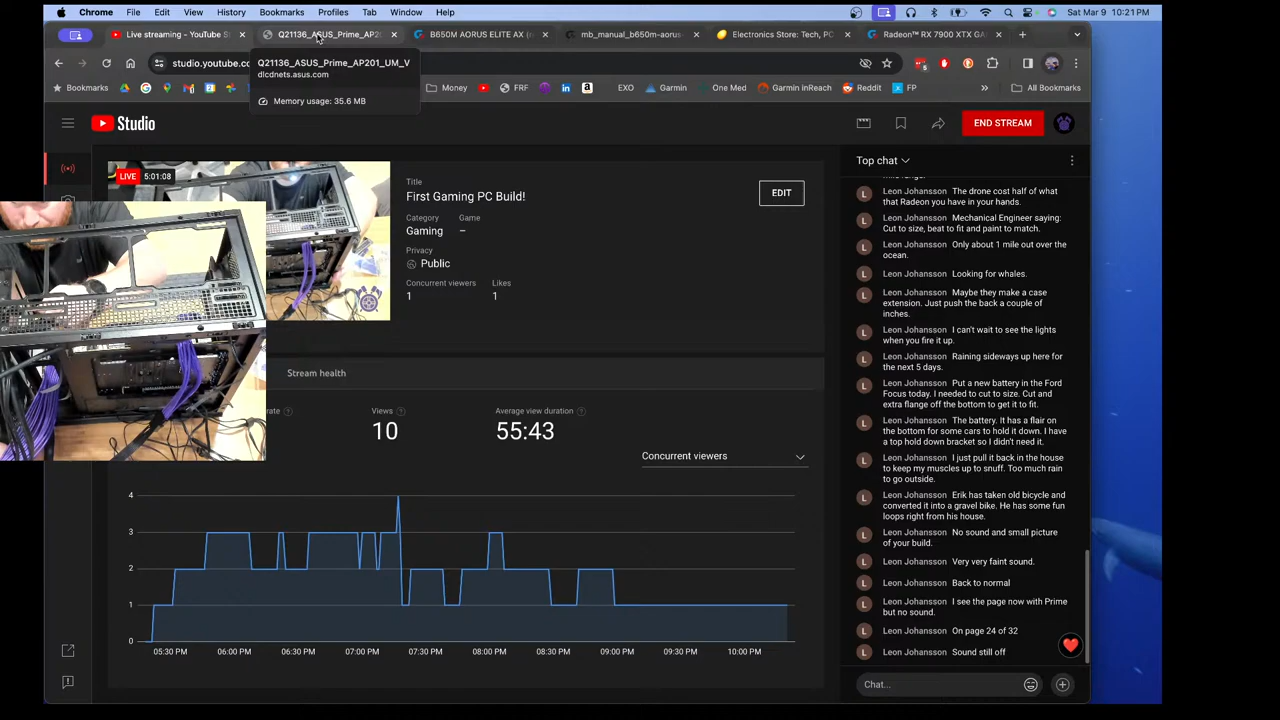 Chrome File Edit View History Bookmarks Profiles Tab Window Help Sat Mar 9 10:21 PM
Live streaming - YouTube S Q21136_ASUS_Prime_AP20 B650M AORUS ELITE AX (r mb_manual_b650m-aorus- Electronics Store: Tech, PC Radeon™ RX 7900 XTX GA
studio.youtube.co
Q21136_ASUS_Prime_AP201_UM_V
dlcdnets.asus.com
Memory usage: 35.6 MB
Bookmarks Money FRF EXO Garmin One Med Garmin inReach Reddit FP All Bookmarks
Studio
END STREAM
LIVE 5:01:08
Title
First Gaming PC Build!
EDIT
Category Game
Gaming –
Privacy
Public
Concurrent viewers Likes
1 1
Stream health
rate Views Average view duration
10 55:43
Concurrent viewers
4
3
2
1
0
05:30 PM 06:00 PM 06:30 PM 07:00 PM 07:30 PM 08:00 PM 08:30 PM 09:00 PM 09:30 PM 10:00 PM
Top chat
Leon Johansson The drone cost half of what
that Radeon you have in your hands.
Leon Johansson Mechanical Engineer saying:
Cut to size, beat to fit and paint to match.
Leon Johansson Only about 1 mile out over the
ocean.
Leon Johansson Looking for whales.
Leon Johansson Maybe they make a case
extension. Just push the back a couple of
inches.
Leon Johansson I can't wait to see the lights
when you fire it up.
Leon Johansson Raining sideways up here for
the next 5 days.
Leon Johansson Put a new battery in the Ford
Focus today. I needed to cut to size. Cut and
extra flange off the bottom to get it to fit.
Leon Johansson The battery. It has a flair on
the bottom for some cars to hold it down. I have
a top hold down bracket so I didn't need it.
Leon Johansson I just pull it back in the house
to keep my muscles up to snuff. Too much rain
to go outside.
Leon Johansson Erik has taken old bicycle and
converted it into a gravel bike. He has some fun
loops right from his house.
Leon Johansson No sound and small picture
of your build.
Leon Johansson Very very faint sound.
Leon Johansson Back to normal
Leon Johansson I see the page now with Prime
but no sound.
Leon Johansson On page 24 of 32
Leon Johansson Sound still off
Chat...